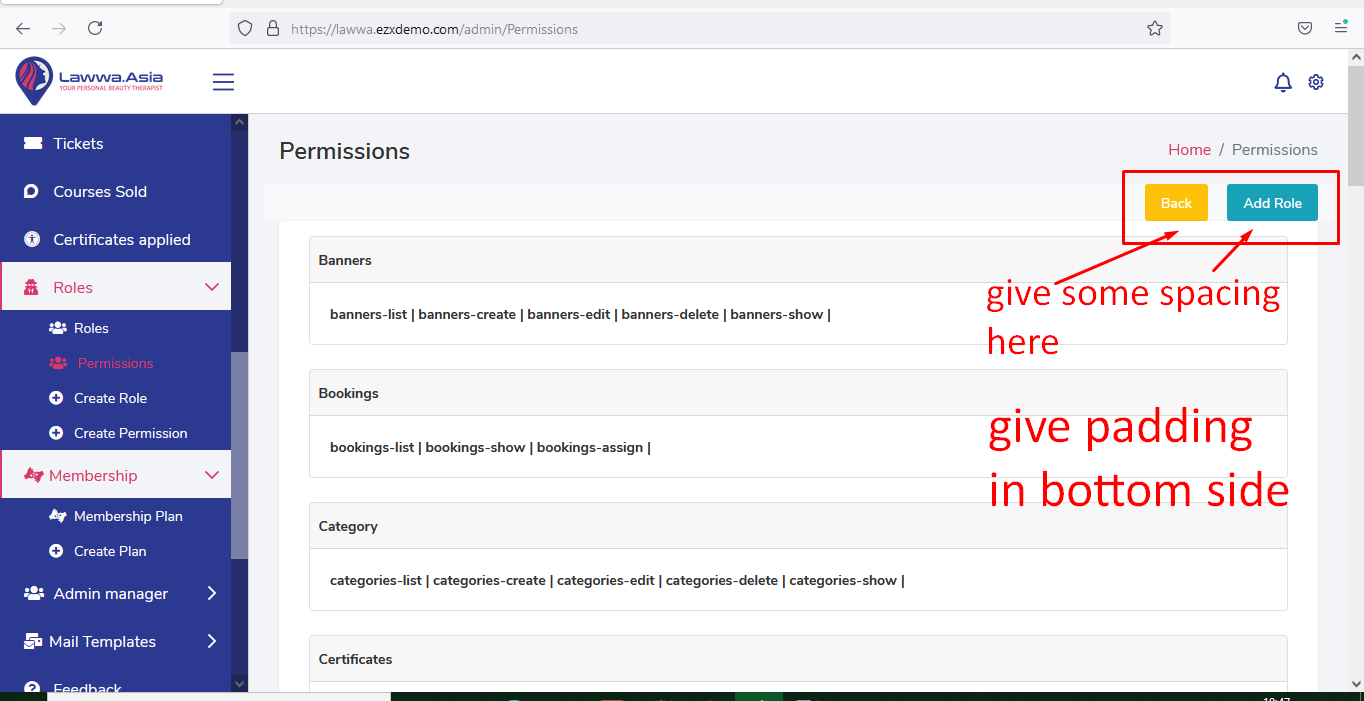 https://lawwa.ezxdemo.com/admin/Permissions
Lawwa.Asia
YOUR PERSONAL BEAUTY THERAPIST
Tickets
Courses Sold
Certificates applied
Roles
Roles
Permissions
Create Role
Create Permission
Membership
Membership Plan
Create Plan
Admin manager
Mail Templates
Feedback
Permissions
Home / Permissions
Back
Add Role
Banners
banners-list | banners-create | banners-edit | banners-delete | banners-show |
give some spacing
here
Bookings
bookings-list | bookings-show | bookings-assign |
give padding
in bottom side
Category
categories-list | categories-create | categories-edit | categories-delete | categories-show |
Certificates